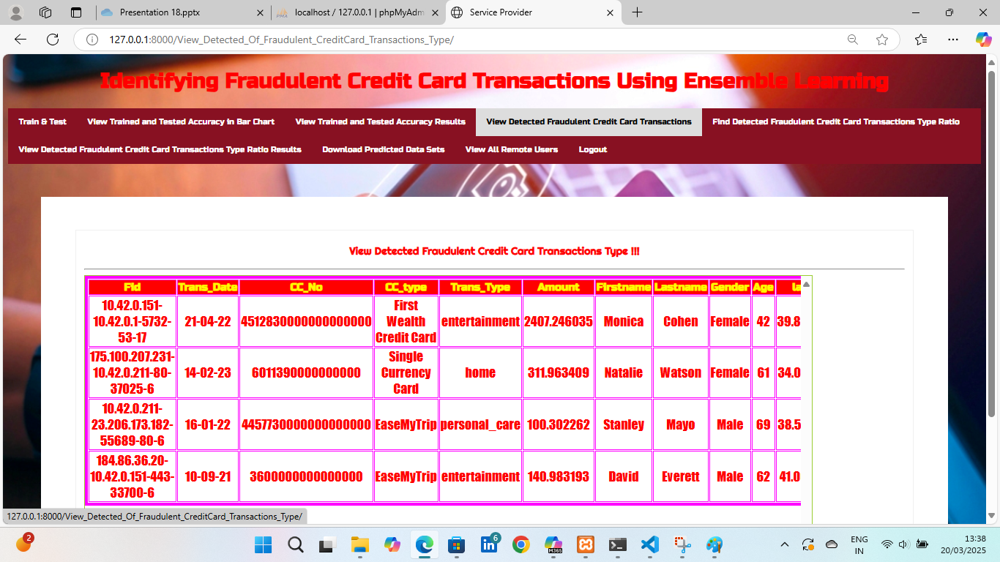 Presentation 18.pptx
localhost / 127.0.0.1 | phpMyAdm
Service Provider
127.0.0.1:8000/View_Detected_Of_Fraudulent_CreditCard_Transactions_Type/
Identifying Fraudulent Credit Card Transactions Using Ensemble Learning
Train & Test View Trained and Tested Accuracy in Bar Chart View Trained and Tested Accuracy Results View Detected Fraudulent Credit Card Transactions Find Detected Fraudulent Credit Card Transactions Type Ratio
View Detected Fraudulent Credit Card Transactions Type Ratio Results Download Predicted Data Sets View All Remote Users Logout
View Detected Fraudulent Credit Card Transactions Type !!!
Fid Trans_Date CC_No CC_type Trans_Type Amount Firstname Lastname Gender Age la
10.42.0.151-
10.42.0.1-5732-
53-17
21-04-22
4512830000000000000
First
Wealth
Credit Card
entertainment
2407.246035
Monica
Cohen
Female
42
39.8
175.100.207.231-
10.42.0.211-80-
37025-6
14-02-23
6011390000000000
Single
Currency
Card
home
311.963409
Natalie
Watson
Female
61
34.0
10.42.0.211-
23.206.173.182-
55689-80-6
16-01-22
4457730000000000000
EaseMyTrip
personal_care
100.302262
Stanley
Mayo
Male
69
38.5
184.86.36.20-
10.42.0.151-443-
33700-6
10-09-21
3600000000000000
EaseMyTrip
entertainment
140.983193
David
Everett
Male
62
41.0
127.0.0.1:8000/View_Detected_Of_Fraudulent_CreditCard_Transactions_Type/
2
6
M365
ENG
IN
13:38
20/03/2025